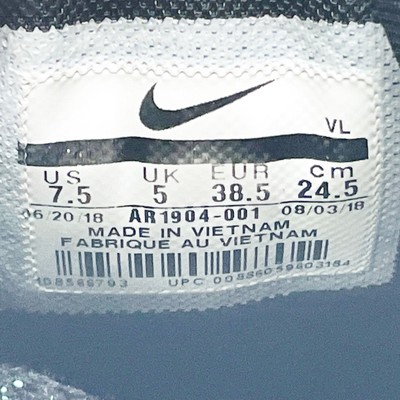 VL
US UK EUR cm
7.5 5 38.5 24.5
06/20/18 AR1904-001 08/03/18
MADE IN VIETNAM
FABRIQUE AU VIETNAM
UPC